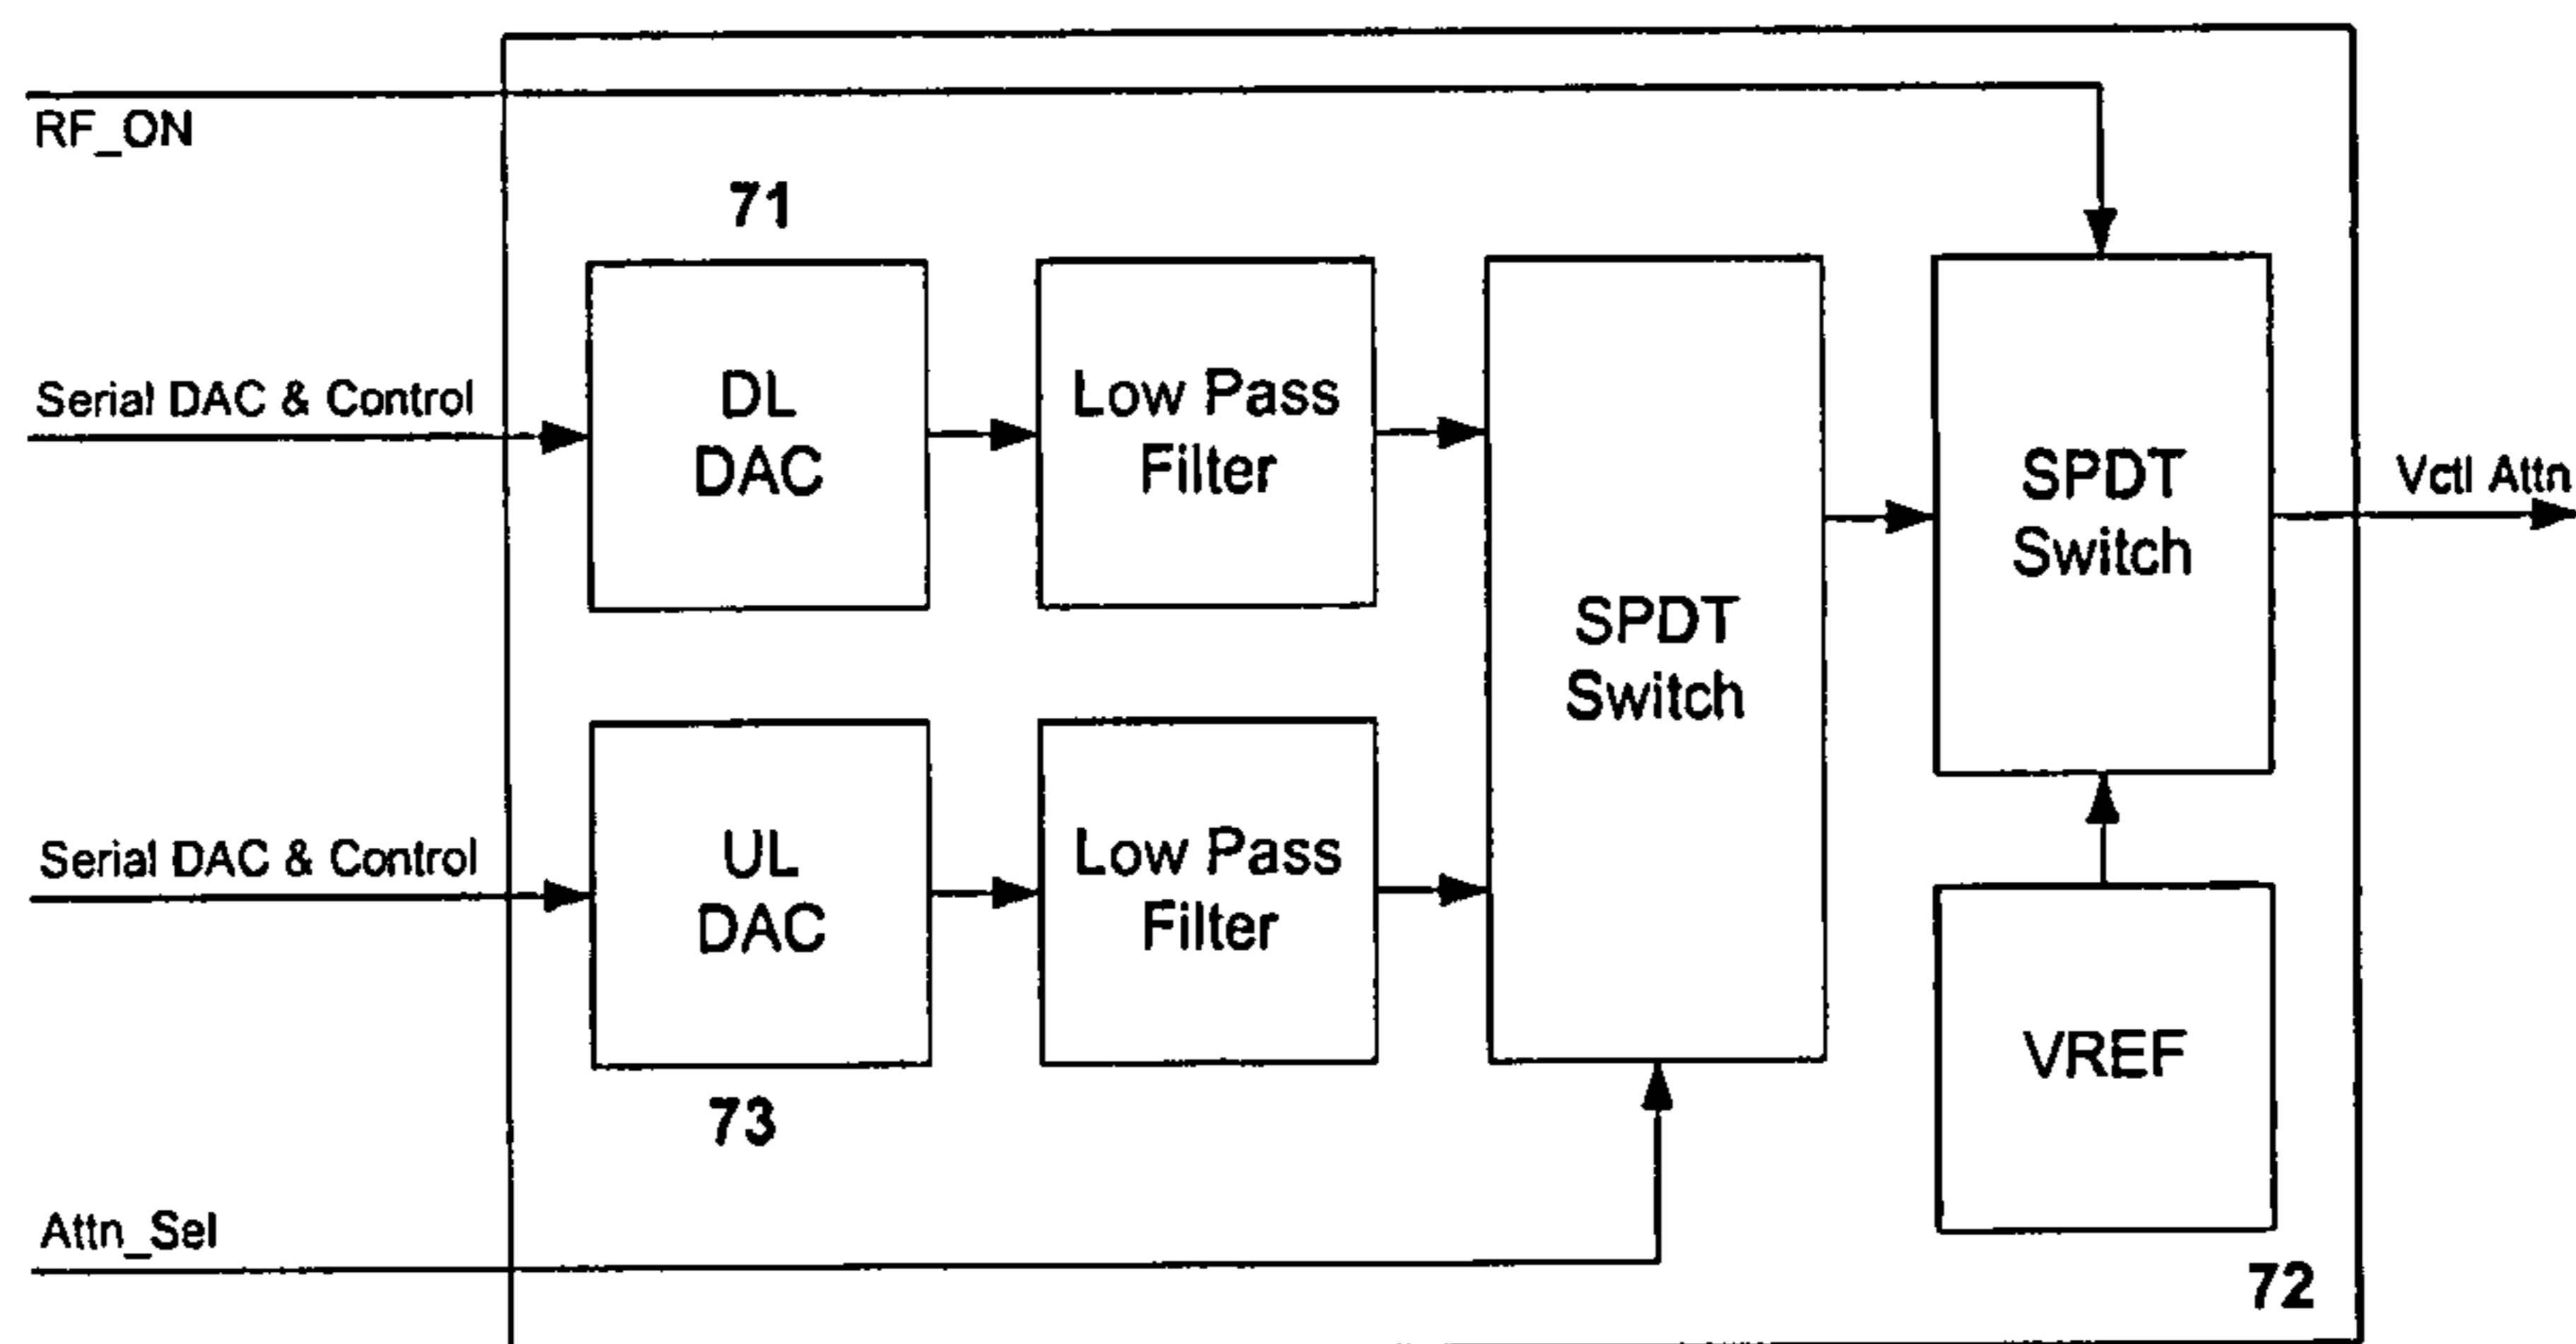 RF_ON
71
Serial DAC & Control
DL
DAC
Low Pass
Filter
SPDT
Switch
SPDT
Switch
Vctl Attn
Serial DAC & Control
UL
DAC
Low Pass
Filter
VREF
73
Attn_Sel
72